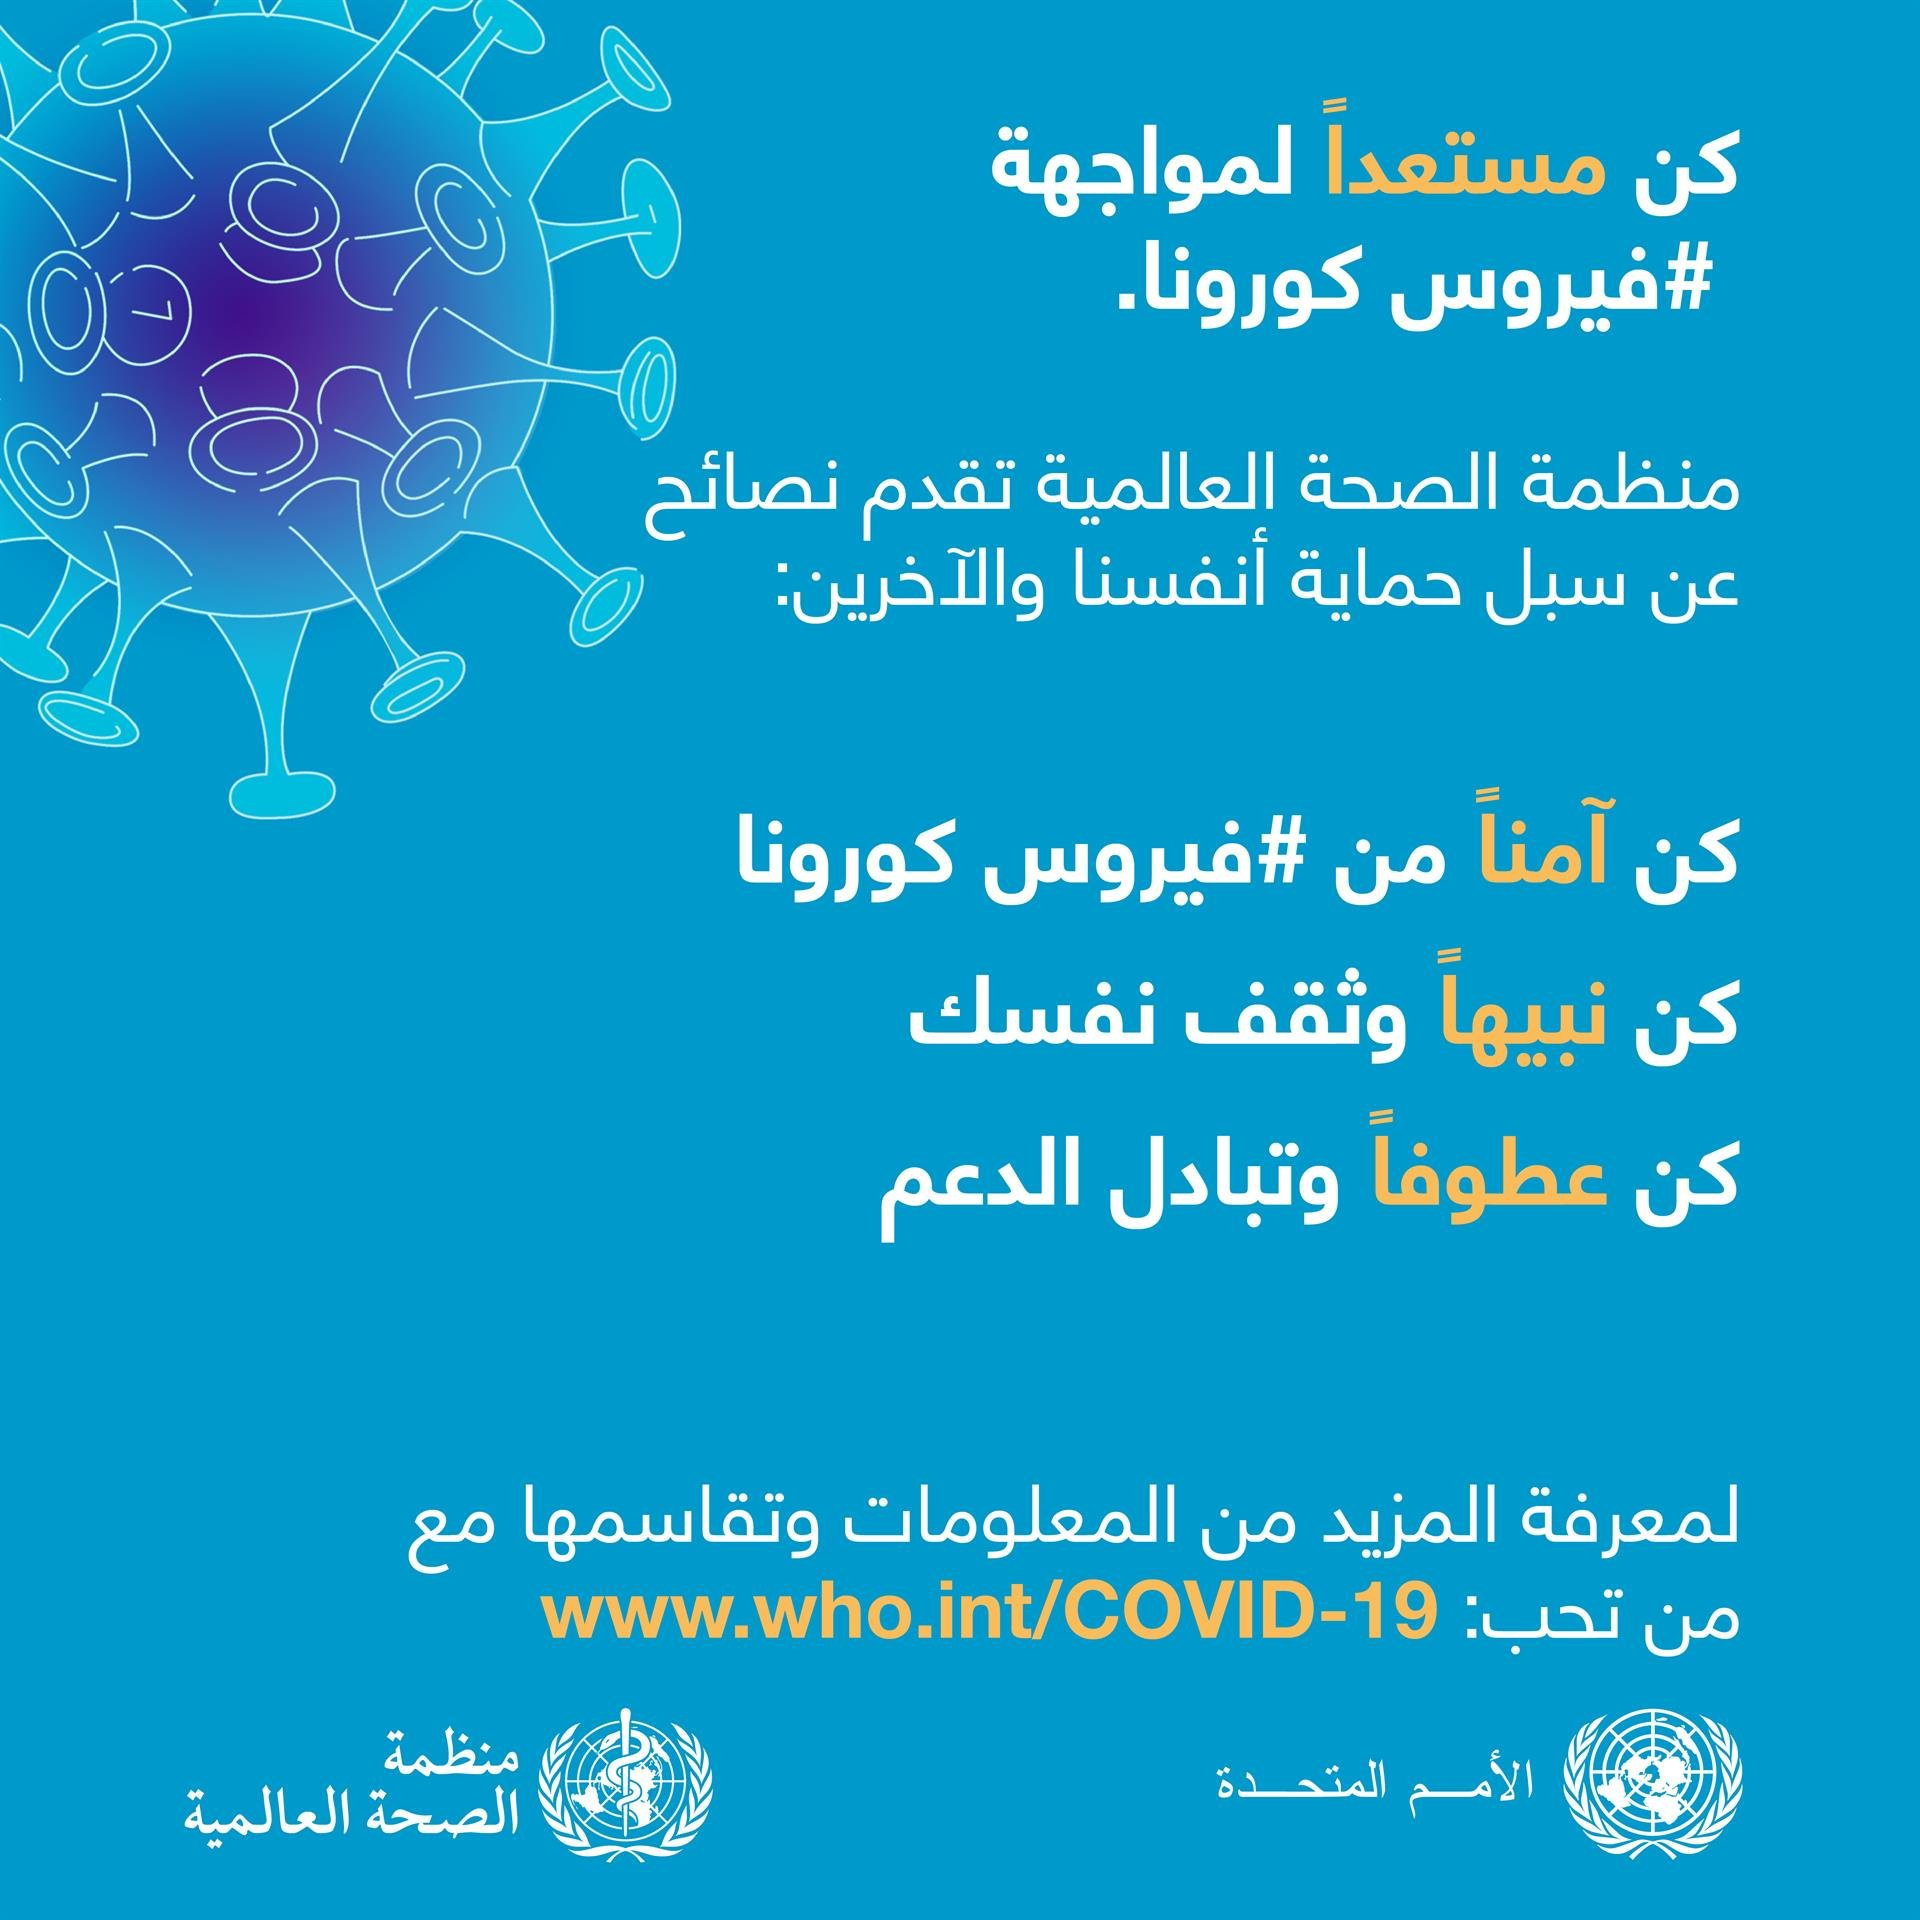 كن مستعداً لمواجهة
#فيروس كورونا.
منظمة الصحة العالمية تقدم نصائح
عن سبل حماية أنفسنا والآخرين:
كن آمناً من #فيروس كورونا
كن نبيهاً وثقف نفسك
كن عطوفاً وتبادل الدعم
لمعرفة المزيد من المعلومات وتقاسمها مع
من تحب: www.who.int/COVID-19
الأمم المتحدة
منظمة
الصحة العالمية